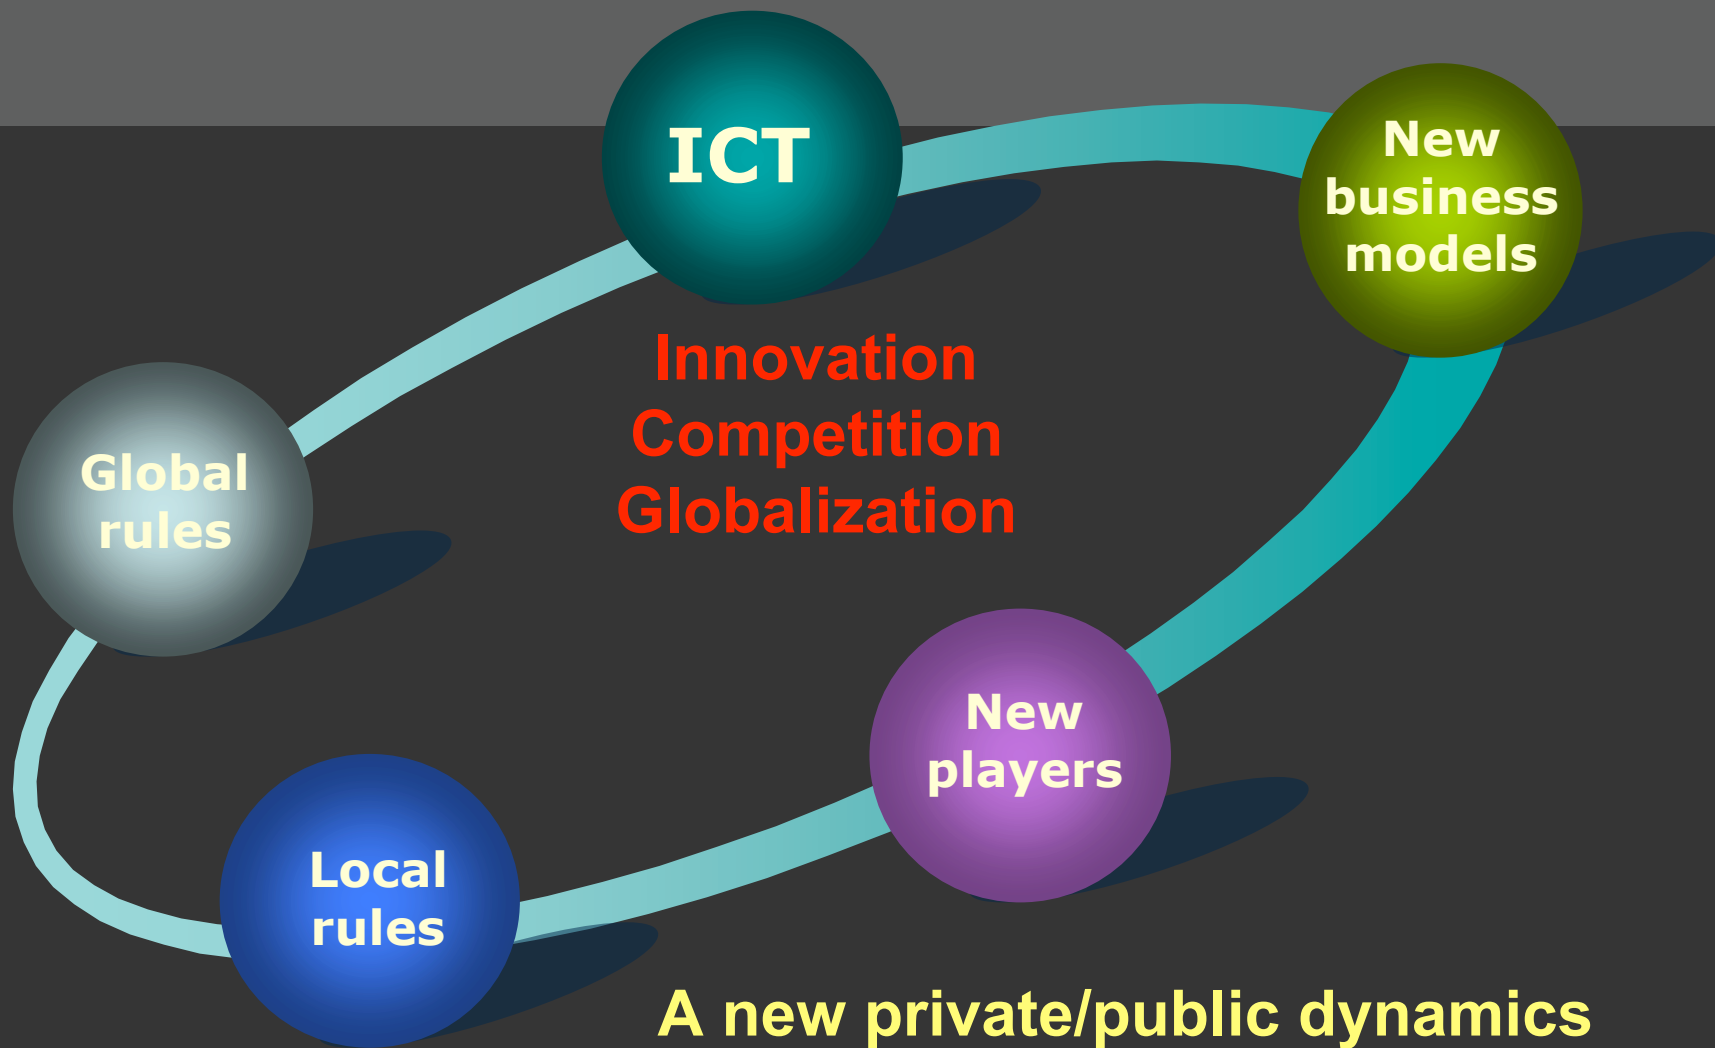 ICT
New
business
models
Innovation
Competition
Globalization
Global
rules
New
players
Local
rules
A new private/public dynamics